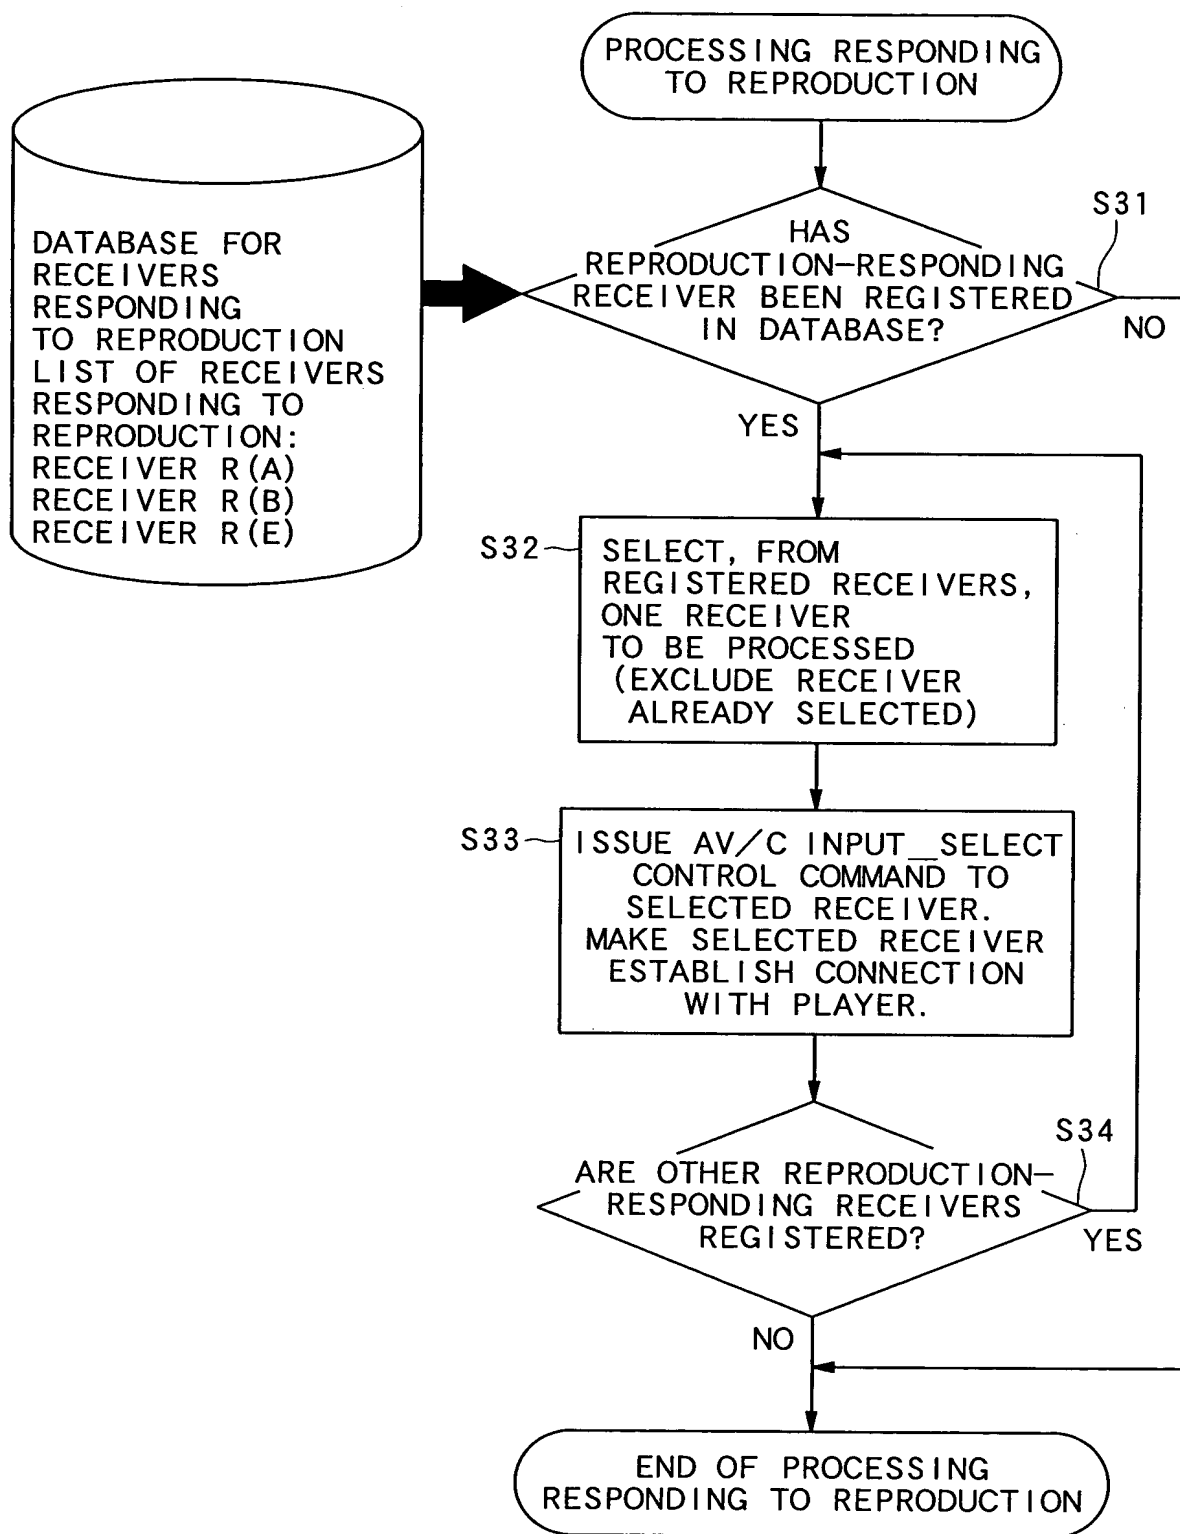 PROCESSING RESPONDING
TO REPRODUCTION
DATABASE FOR
RECEIVERS
RESPONDING
TO REPRODUCTION
LIST OF RECEIVERS
RESPONDING TO
REPRODUCTION:
RECEIVER R(A)
RECEIVER R(B)
RECEIVER R(E)
S31
HAS
REPRODUCTION-RESPONDING
RECEIVER BEEN REGISTERED
IN DATABASE?
NO
YES
S32
SELECT, FROM
REGISTERED RECEIVERS,
ONE RECEIVER
TO BE PROCESSED
(EXCLUDE RECEIVER
ALREADY SELECTED)
S33
ISSUE AV/C INPUT_SELECT
CONTROL COMMAND TO
SELECTED RECEIVER.
MAKE SELECTED RECEIVER
ESTABLISH CONNECTION
WITH PLAYER.
S34
ARE OTHER REPRODUCTION-
RESPONDING RECEIVERS
REGISTERED?
YES
NO
END OF PROCESSING
RESPONDING TO REPRODUCTION